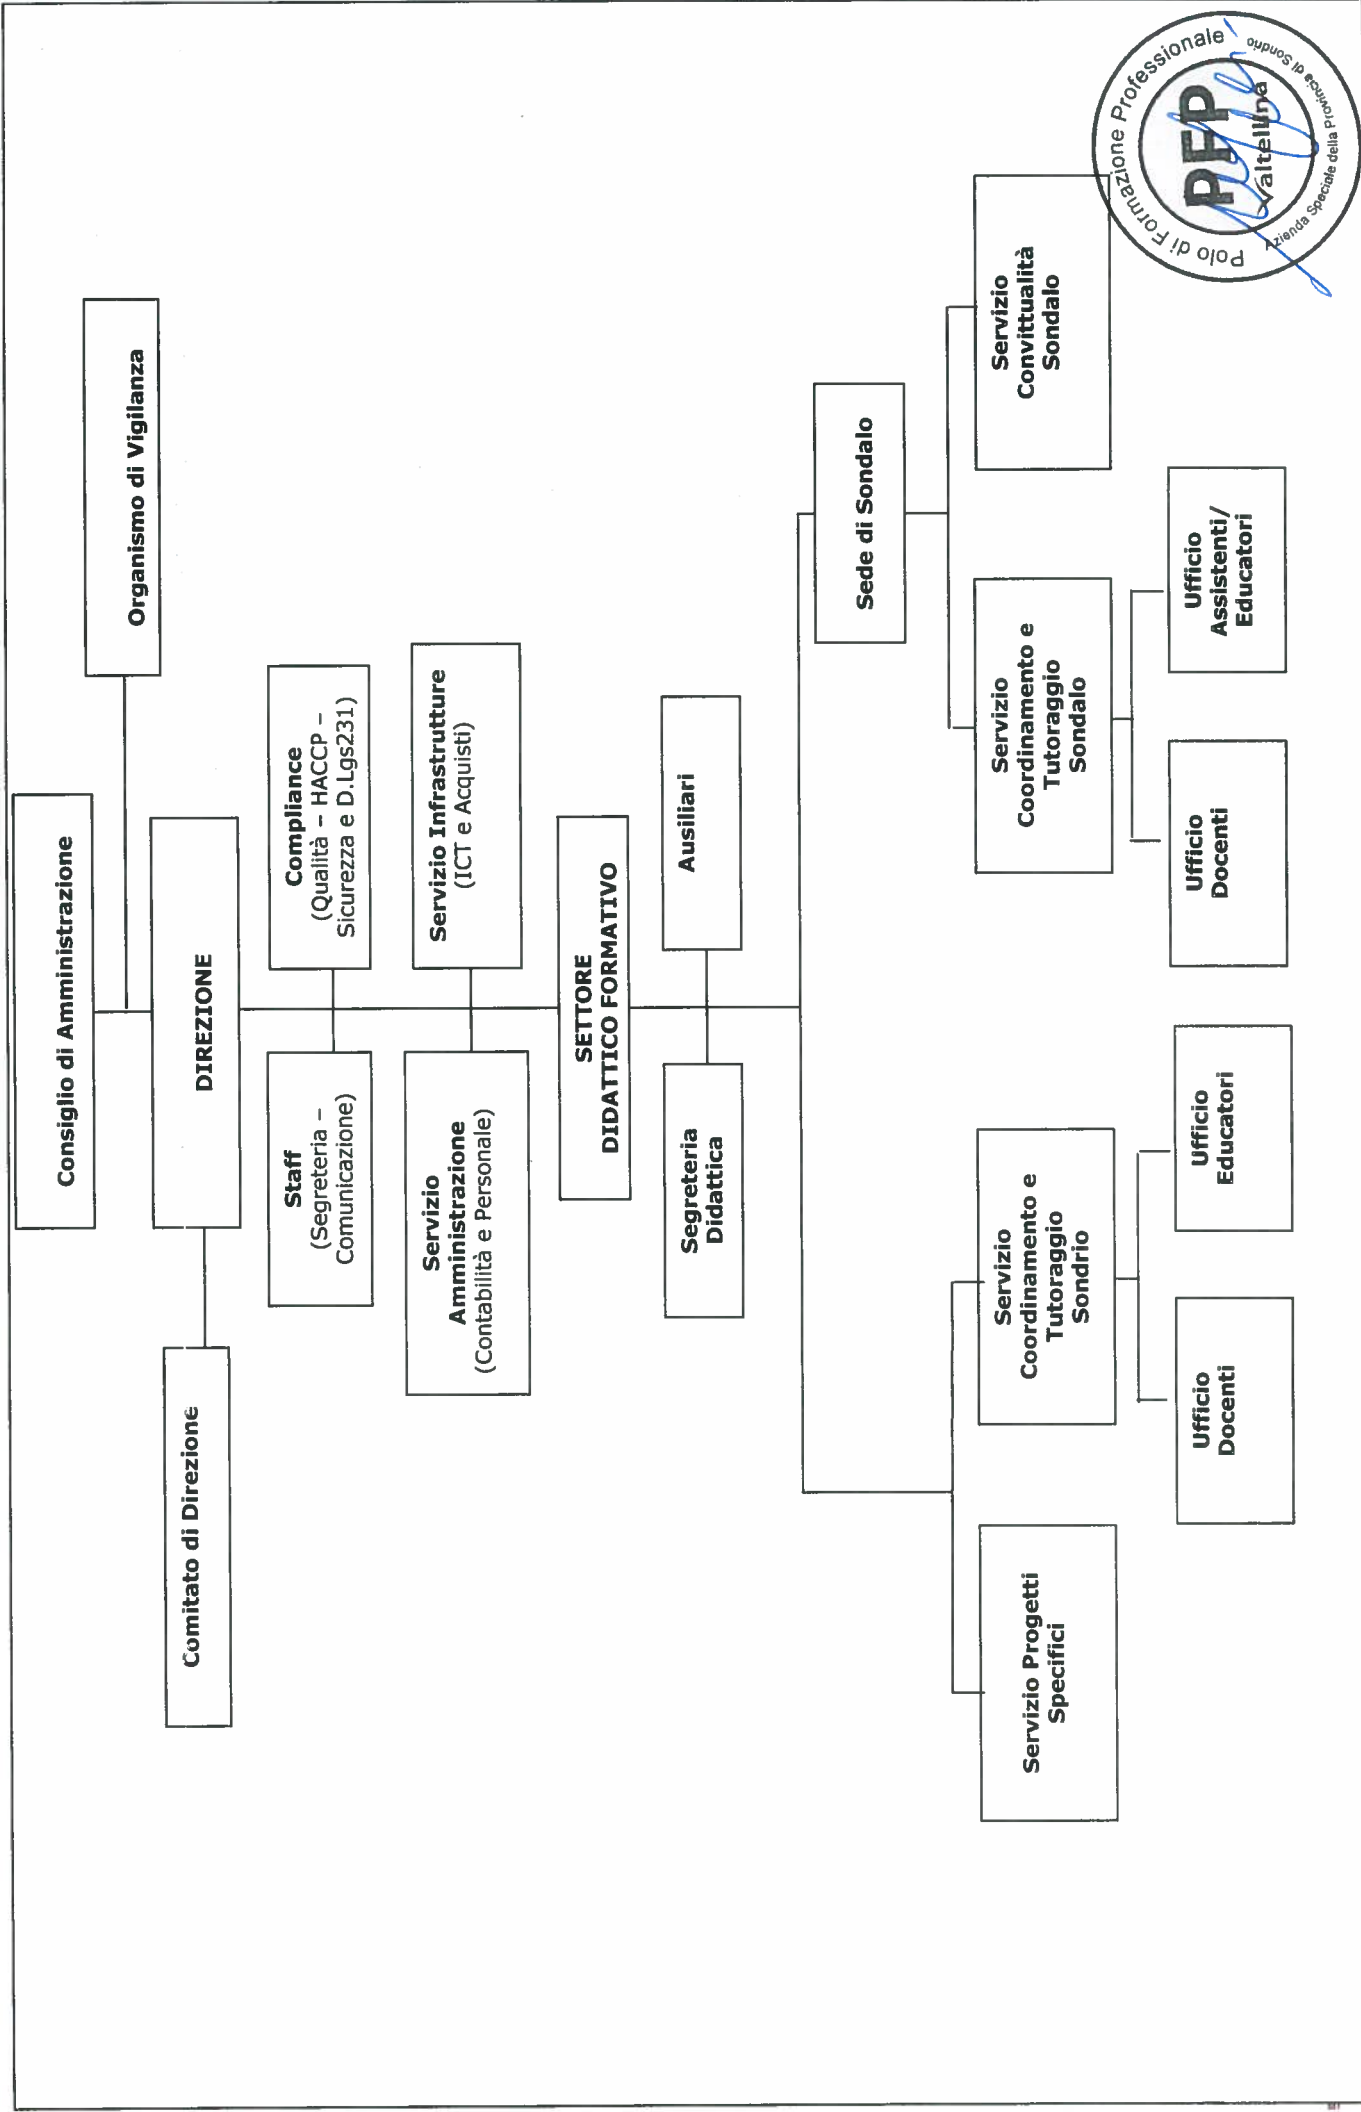 Consiglio di Amministrazione
Organismo di Vigilanza
DIREZIONE
Comitato di Direzione
Staff
(Segreteria –
Comunicazione)
Compliance
(Qualità – HACCP –
Sicurezza e D.Lgs231)
Servizio
Amministrazione
(Contabilità e Personale)
Servizio Infrastrutture
(ICT e Acquisti)
SETTORE
DIDATTICO FORMATIVO
Segreteria
Didattica
Ausiliari
Sede di Sondalo
Servizio Progetti
Specifici
Servizio
Coordinamento e
Tutoraggio
Sondrio
Servizio
Coordinamento e
Tutoraggio
Sondalo
Servizio
Convittualità
Sondalo
Ufficio
Docenti
Ufficio
Educatori
Ufficio
Docenti
Ufficio
Assistenti/
Educatori
Polo di Formazione Professionale
PFP
Valtellina
Azienda Speciale della Provincia di Sondrio